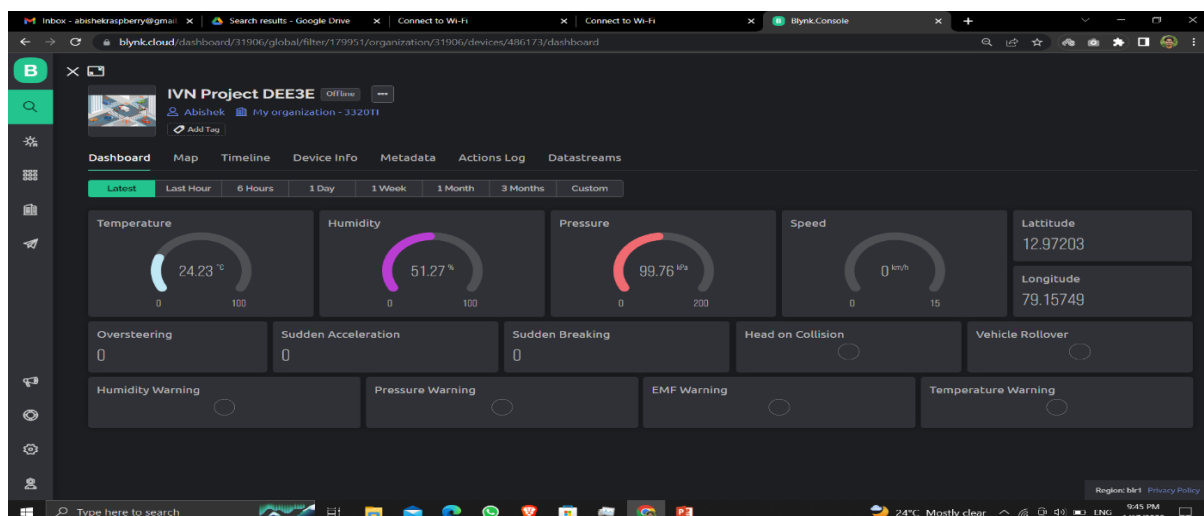 Inbox - abishekraspberry@gmail
Search results - Google Drive
Connect to Wi-Fi
Connect to Wi-Fi
Blynk.Console
blynk.cloud/dashboard/31906/global/filter/179951/organization/31906/devices/486173/dashboard
B
IVN Project DEE3E Offline
Abishek My organization - 3320TI
Add Tag
Dashboard Map Timeline Device Info Metadata Actions Log Datastreams
Latest Last Hour 6 Hours 1 Day 1 Week 1 Month 3 Months Custom
Temperature
24.23 °C
0 100
Humidity
51.27 %
0 100
Pressure
99.76 kPa
0 200
Speed
0 km/h
0 15
Lattitude
12.97203
Longitude
79.15749
Oversteering
0
Sudden Acceleration
0
Sudden Breaking
0
Head on Collision
Vehicle Rollover
Humidity Warning
Pressure Warning
EMF Warning
Temperature Warning
Region: blr1 Privacy Policy
Type here to search
24°C Mostly clear
ENG
9:45 PM